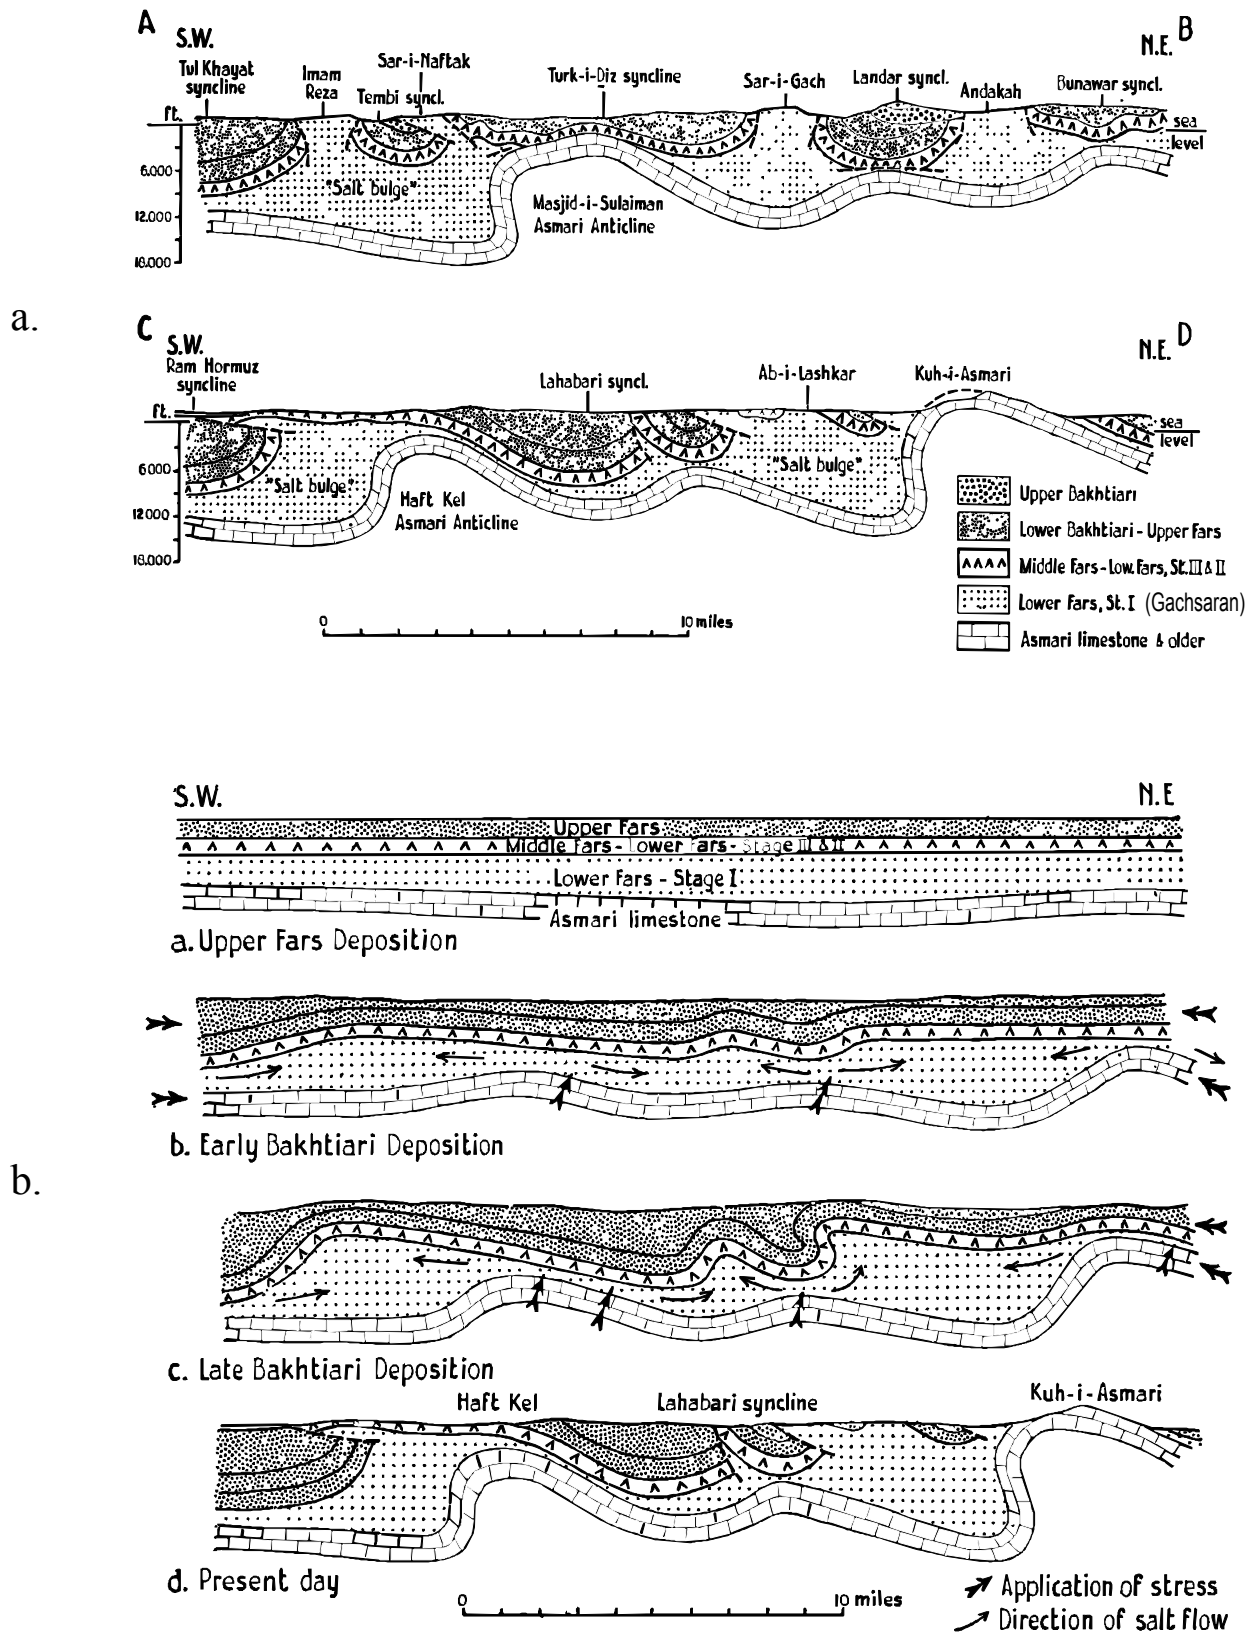 A
S.W.
B
N.E.
Tul Khayat
syncline
Imam
Reza
Sar-i-Naftak
Tembi syncl.
Turk-i-Diz syncline
Sar-i-Gach
Landar syncl.
Andakah
Bunawar syncl.
ft.
sea
level
6.000
12.000
18.000
"Salt bulge"
Masjid-i-Sulaiman
Asmari Anticline
a.
C
S.W.
D
N.E.
Ram Hormuz
syncline
Lahabari syncl.
Ab-i-Lashkar
Kuh-i-Asmari
ft.
sea
level
6000
12000
18.000
"Salt bulge"
Haft Kel
Asmari Anticline
"Salt bulge"
Upper Bakhtiari
Lower Bakhtiari - Upper Fars
Middle Fars-Low. Fars, St. III & II
Lower Fars, St. I (Gachsaran)
Asmari limestone & older
0 10 miles
S.W. N.E
Upper Fars
Middle Fars - Lower Fars - Stage III & II
Lower Fars - Stage I
Asmari limestone
a. Upper Fars Deposition
b. Early Bakhtiari Deposition
b.
c. Late Bakhtiari Deposition
Haft Kel
Lahabari syncline
Kuh-i-Asmari
d. Present day
0 10 miles
Application of stress
Direction of salt flow